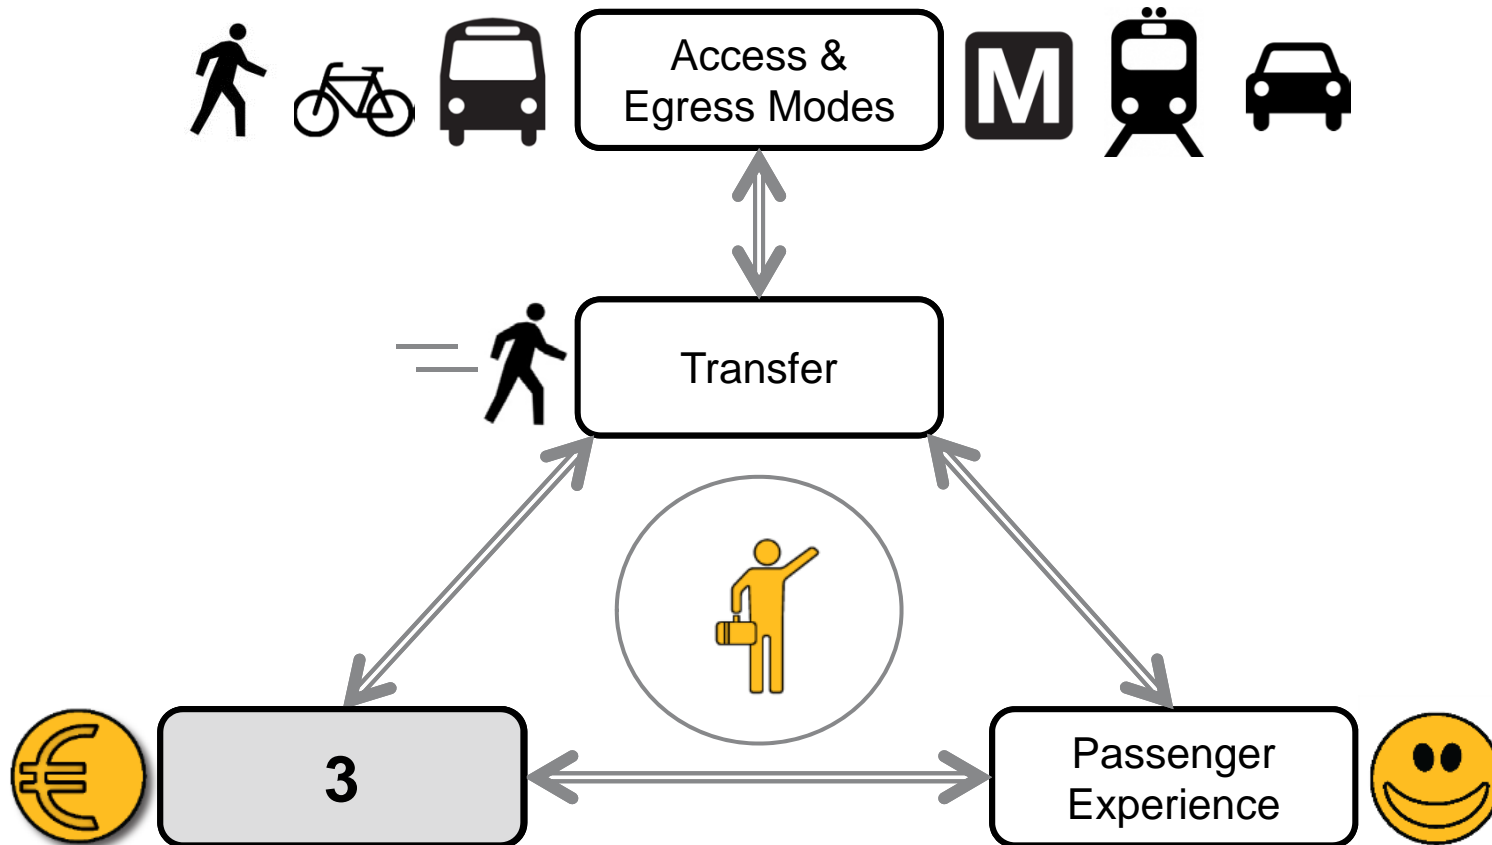 Access &
Egress Modes
M
Transfer
€
3
Passenger
Experience